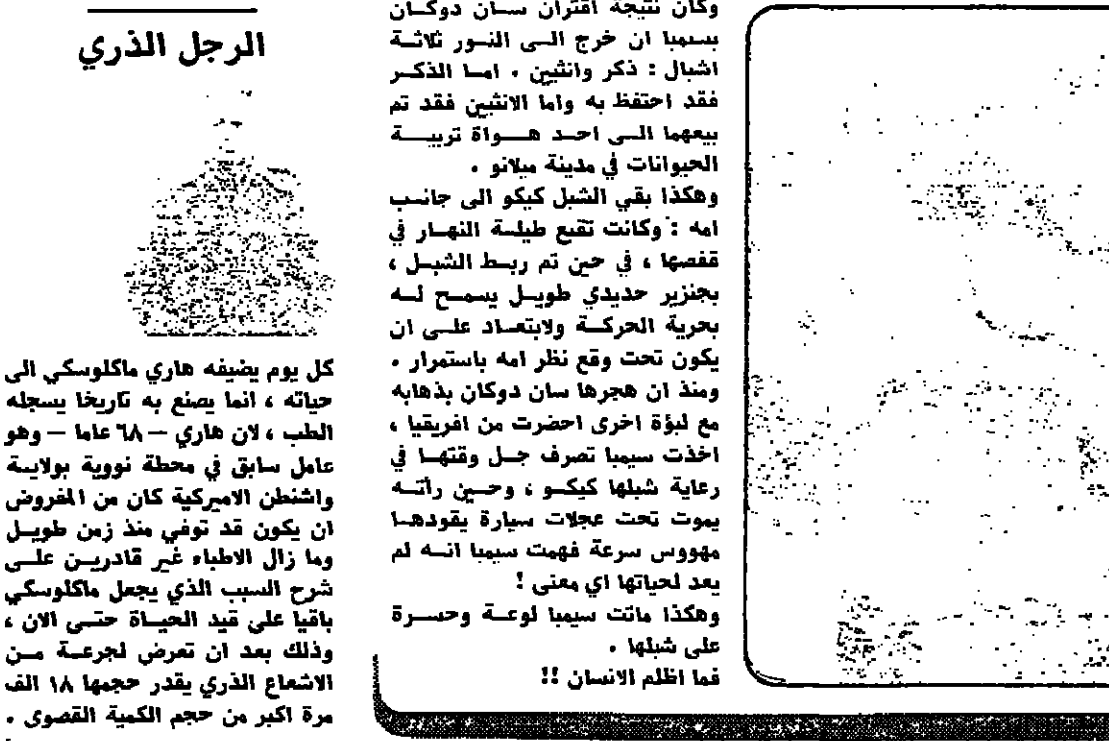 وكان نتيجة اقتران سان دوكان
بسيمبا ان خرج الى النور ثلاثة
اشبال : ذكر وانثيين . اما الذكر
فقد احتفظ به واما الانثيين فقد تم
بيعهما الى احد هواة تربية
الحيوانات في مدينة ميلانو .
وهكذا بقي الشبل كيكو الى جانب
امه : وكانت تقبع طيلة النهار في
قفصها ، في حين تم ربط الشبل ،
بجنزير حديدي طويل يسمح له
بحرية الحركة ولابتعاد على ان
يكون تحت وقع نظر امه باستمرار .
ومنذ ان هجرها سان دوكان بذهابه
مع لبؤة اخرى احضرت من افريقيا ،
اخذت سيمبا تصرف جل وقتها في
رعاية شبلها كيكو ، وحين رأته
يموت تحت عجلات سيارة يقودها
مهووس سرعة فهمت سيمبا انه لم
يعد لحياتها اي معنى !
وهكذا ماتت سيمبا لوعة وحسرة
على شبلها .
فما اظلم الانسان !!
الرجل الذري
كل يوم يضيفه هاري ماكلوسكي الى
حياته ، انما يصنع به تاريخا يسجله
الطب ، لان هاري — ٦٨ عاما — وهو
عامل سابق في محطة نووية بولاية
واشنطن الاميركية كان من المفروض
ان يكون قد توفي منذ زمن طويل
وما زال الاطباء غير قادرين على
شرح السبب الذي يجعل ماكلوسكي
باقيا على قيد الحياة حتى الان ،
وذلك بعد ان تعرض لجرعة من
الاشعاع الذري يقدر حجمها ١٨ الف
مرة اكبر من حجم الكمية القصوى .